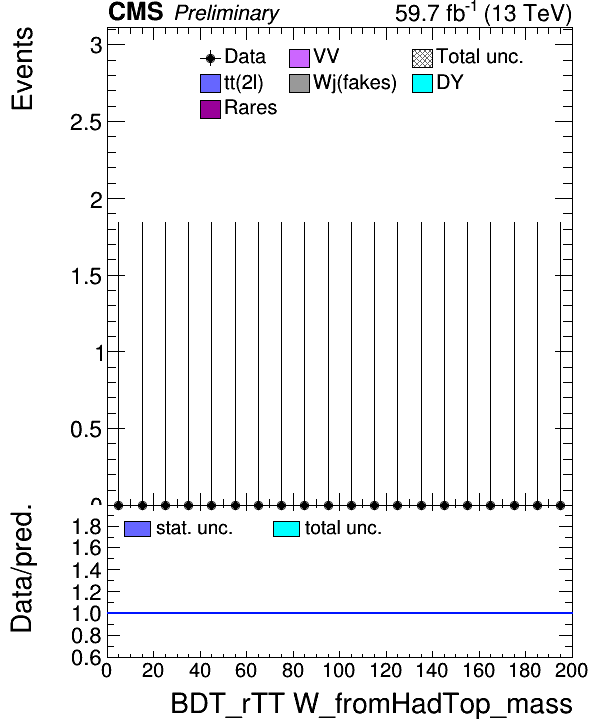 CMS Preliminary 59.7 fb-1 (13 TeV)
Events
3
2.5
2
1.5
1
0.5
0
Data VV Total unc.
tt(2l) Wj(fakes) DY
Rares
Data/pred.
1.8
1.6
1.4
1.2
1.0
0.8
0.6
stat. unc. total unc.
0 20 40 60 80 100 120 140 160 180 200
BDT_rTT W_fromHadTop_mass